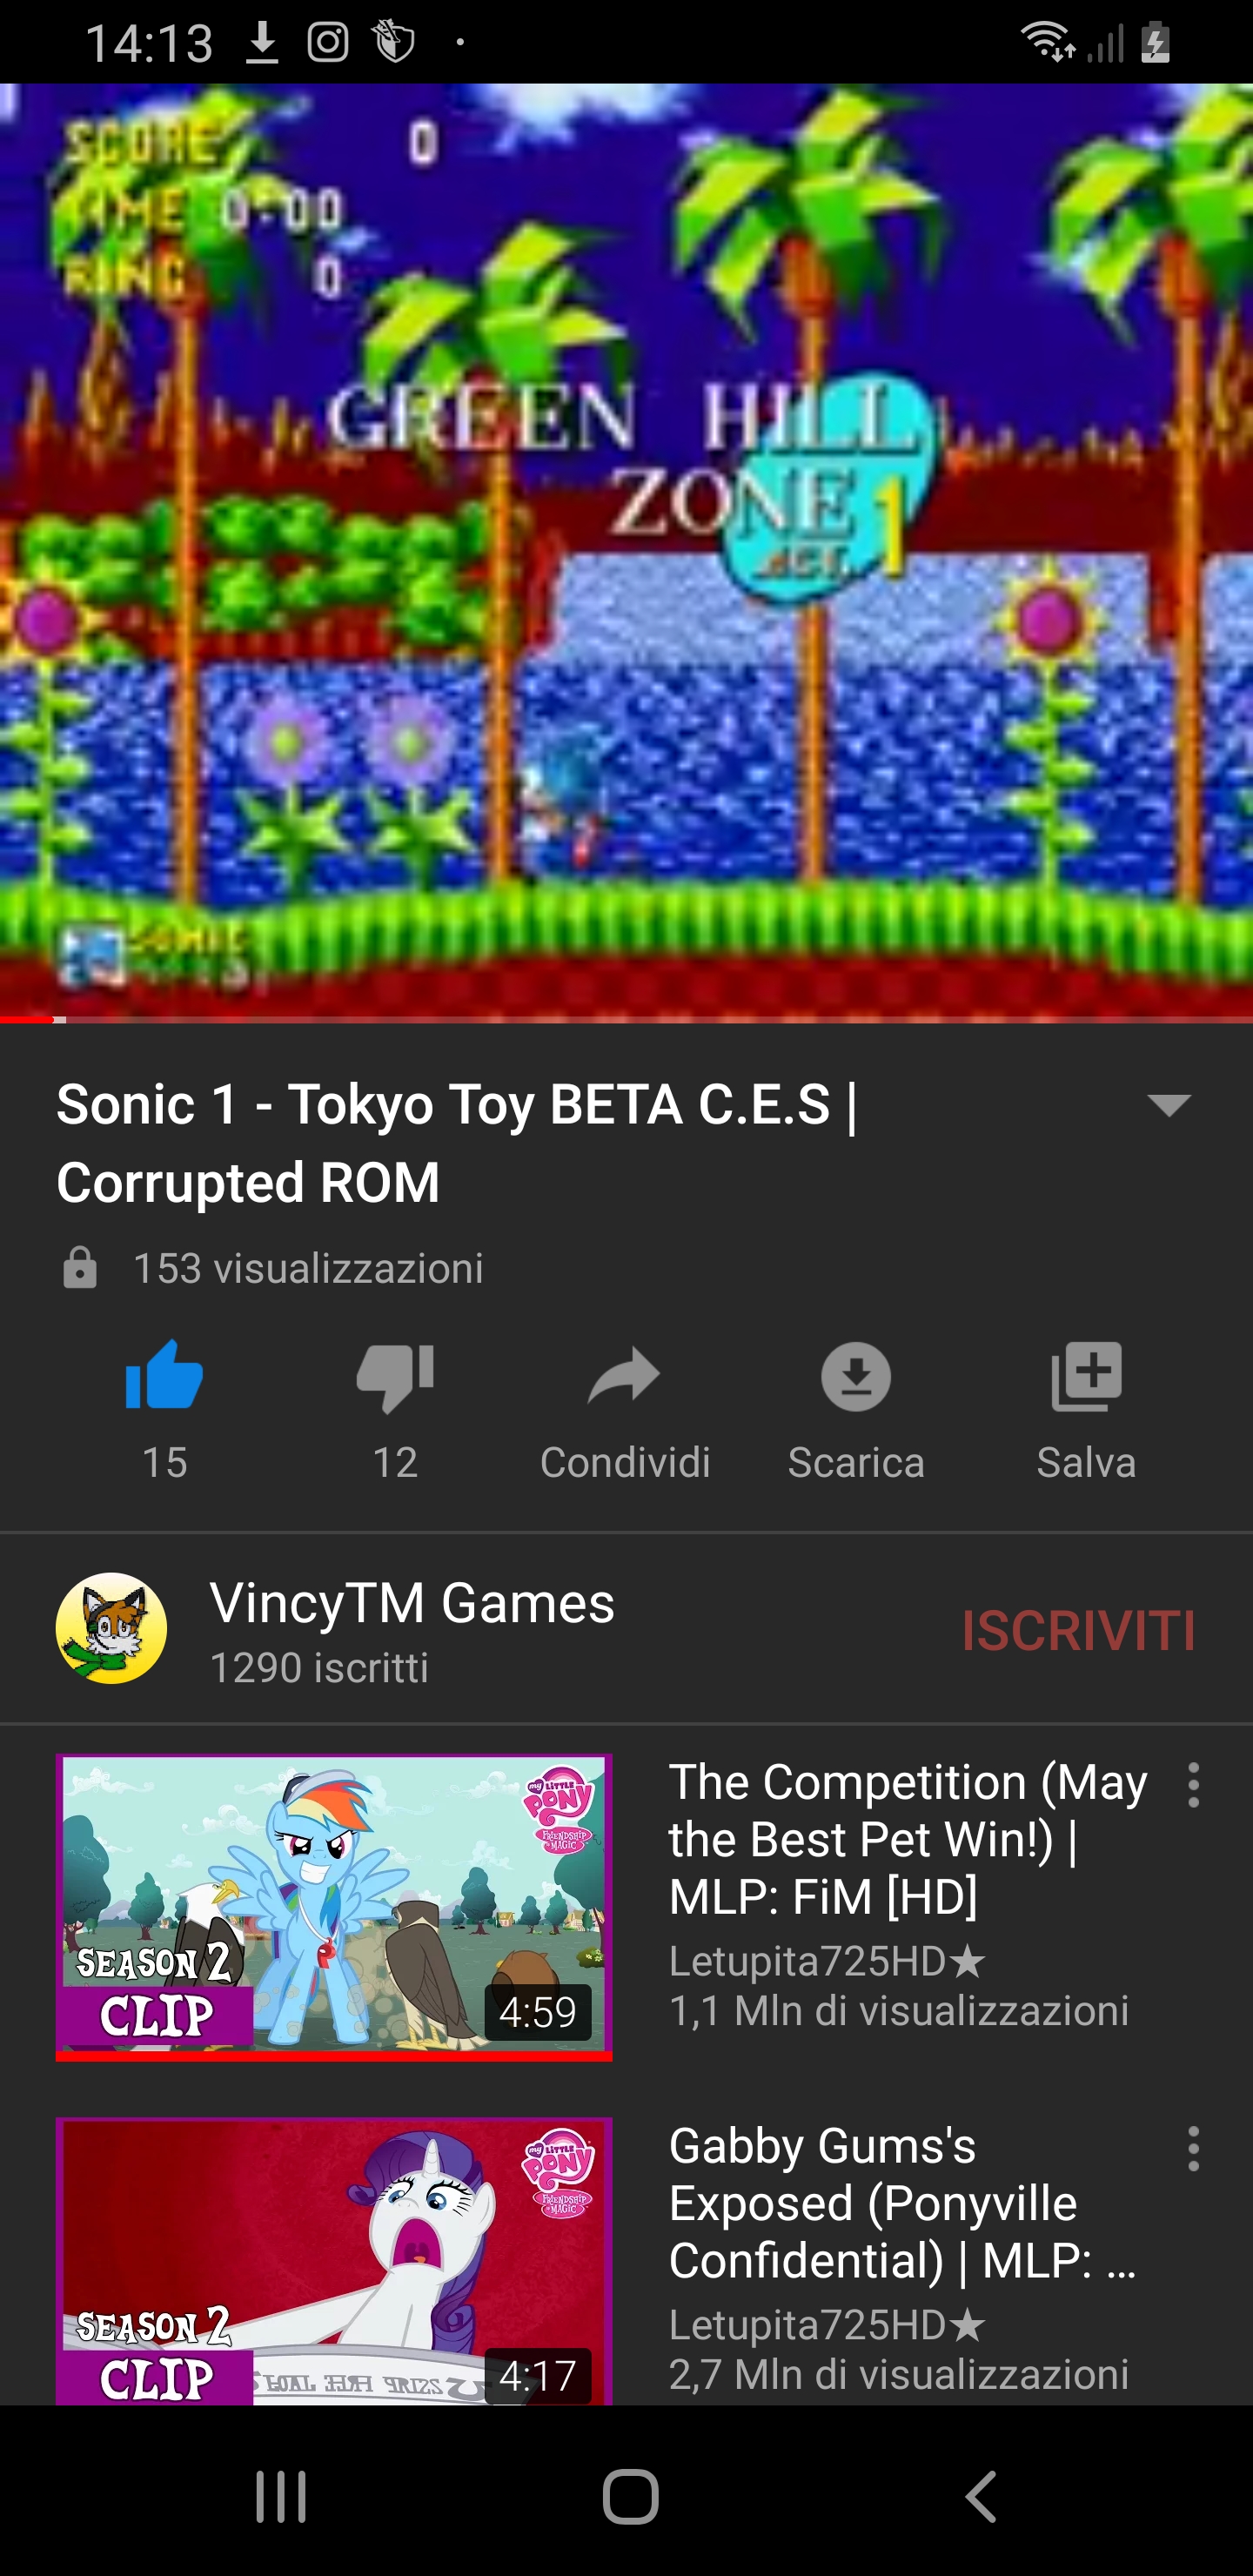 14:13
SCORE 0
TIME 0:00
RING 0
GREEN HILL
ZONE
ACT 1
SONIC
Sonic 1 - Tokyo Toy BETA C.E.S |
Corrupted ROM
153 visualizzazioni
15 12 Condividi Scarica Salva
VincyTM Games
1290 iscritti
ISCRIVITI
my LITTLE
PONY
FRIENDSHIP
is MAGIC
SEASON 2
CLIP
4:59
The Competition (May
the Best Pet Win!) |
MLP: FiM [HD]
Letupita725HD★
1,1 Mln di visualizzazioni
my LITTLE
PONY
FRIENDSHIP
is MAGIC
SEASON 2
CLIP
4:17
Gabby Gums's
Exposed (Ponyville
Confidential) | MLP: ...
Letupita725HD★
2,7 Mln di visualizzazioni